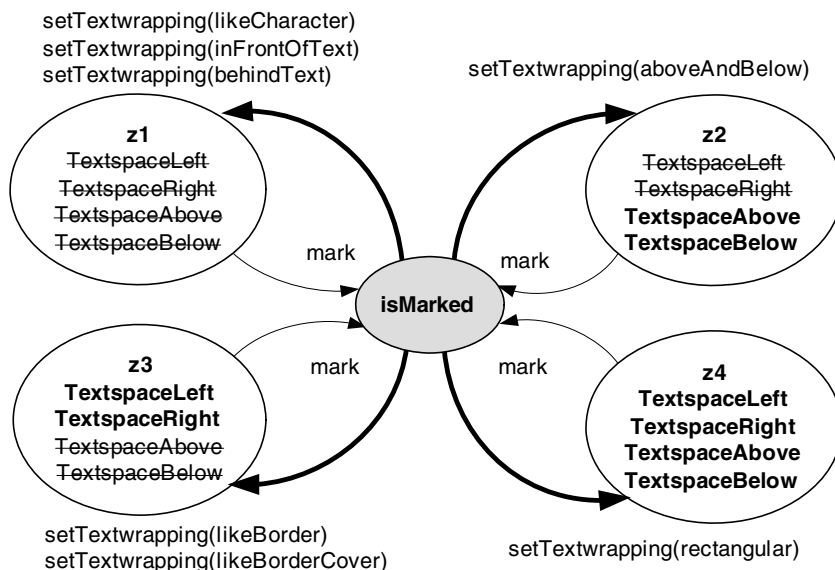 setTextwrapping(likeCharacter)
setTextwrapping(inFrontOfText)
setTextwrapping(behindText)
setTextwrapping(aboveAndBelow)
z1
TextspaceLeft
TextspaceRight
TextspaceAbove
TextspaceBelow
z2
TextspaceLeft
TextspaceRight
TextspaceAbove
TextspaceBelow
mark
mark
isMarked
mark
mark
z3
TextspaceLeft
TextspaceRight
TextspaceAbove
TextspaceBelow
z4
TextspaceLeft
TextspaceRight
TextspaceAbove
TextspaceBelow
setTextwrapping(likeBorder)
setTextwrapping(likeBorderCover)
setTextwrapping(rectangular)